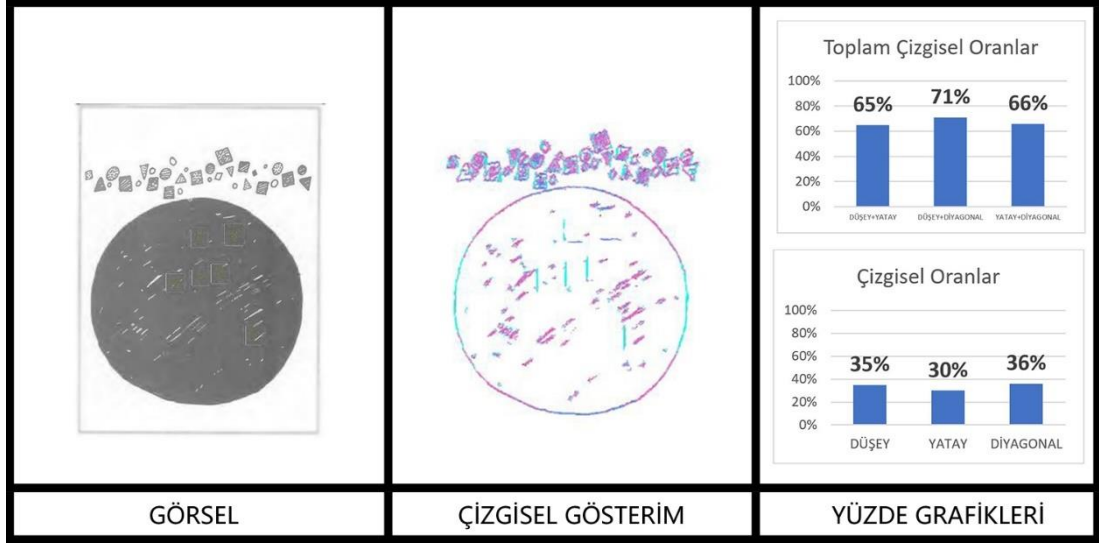 Toplam Çizgisel Oranlar
100%
80%
60%
40%
20%
0%
65%
71%
66%
DÜŞEY+YATAY
DÜŞEY+DİYAGONAL
YATAY+DİYAGONAL
Çizgisel Oranlar
100%
80%
60%
40%
20%
0%
35%
30%
36%
DÜŞEY
YATAY
DİYAGONAL
GÖRSEL
ÇİZGİSEL GÖSTERİM
YÜZDE GRAFİKLERİ